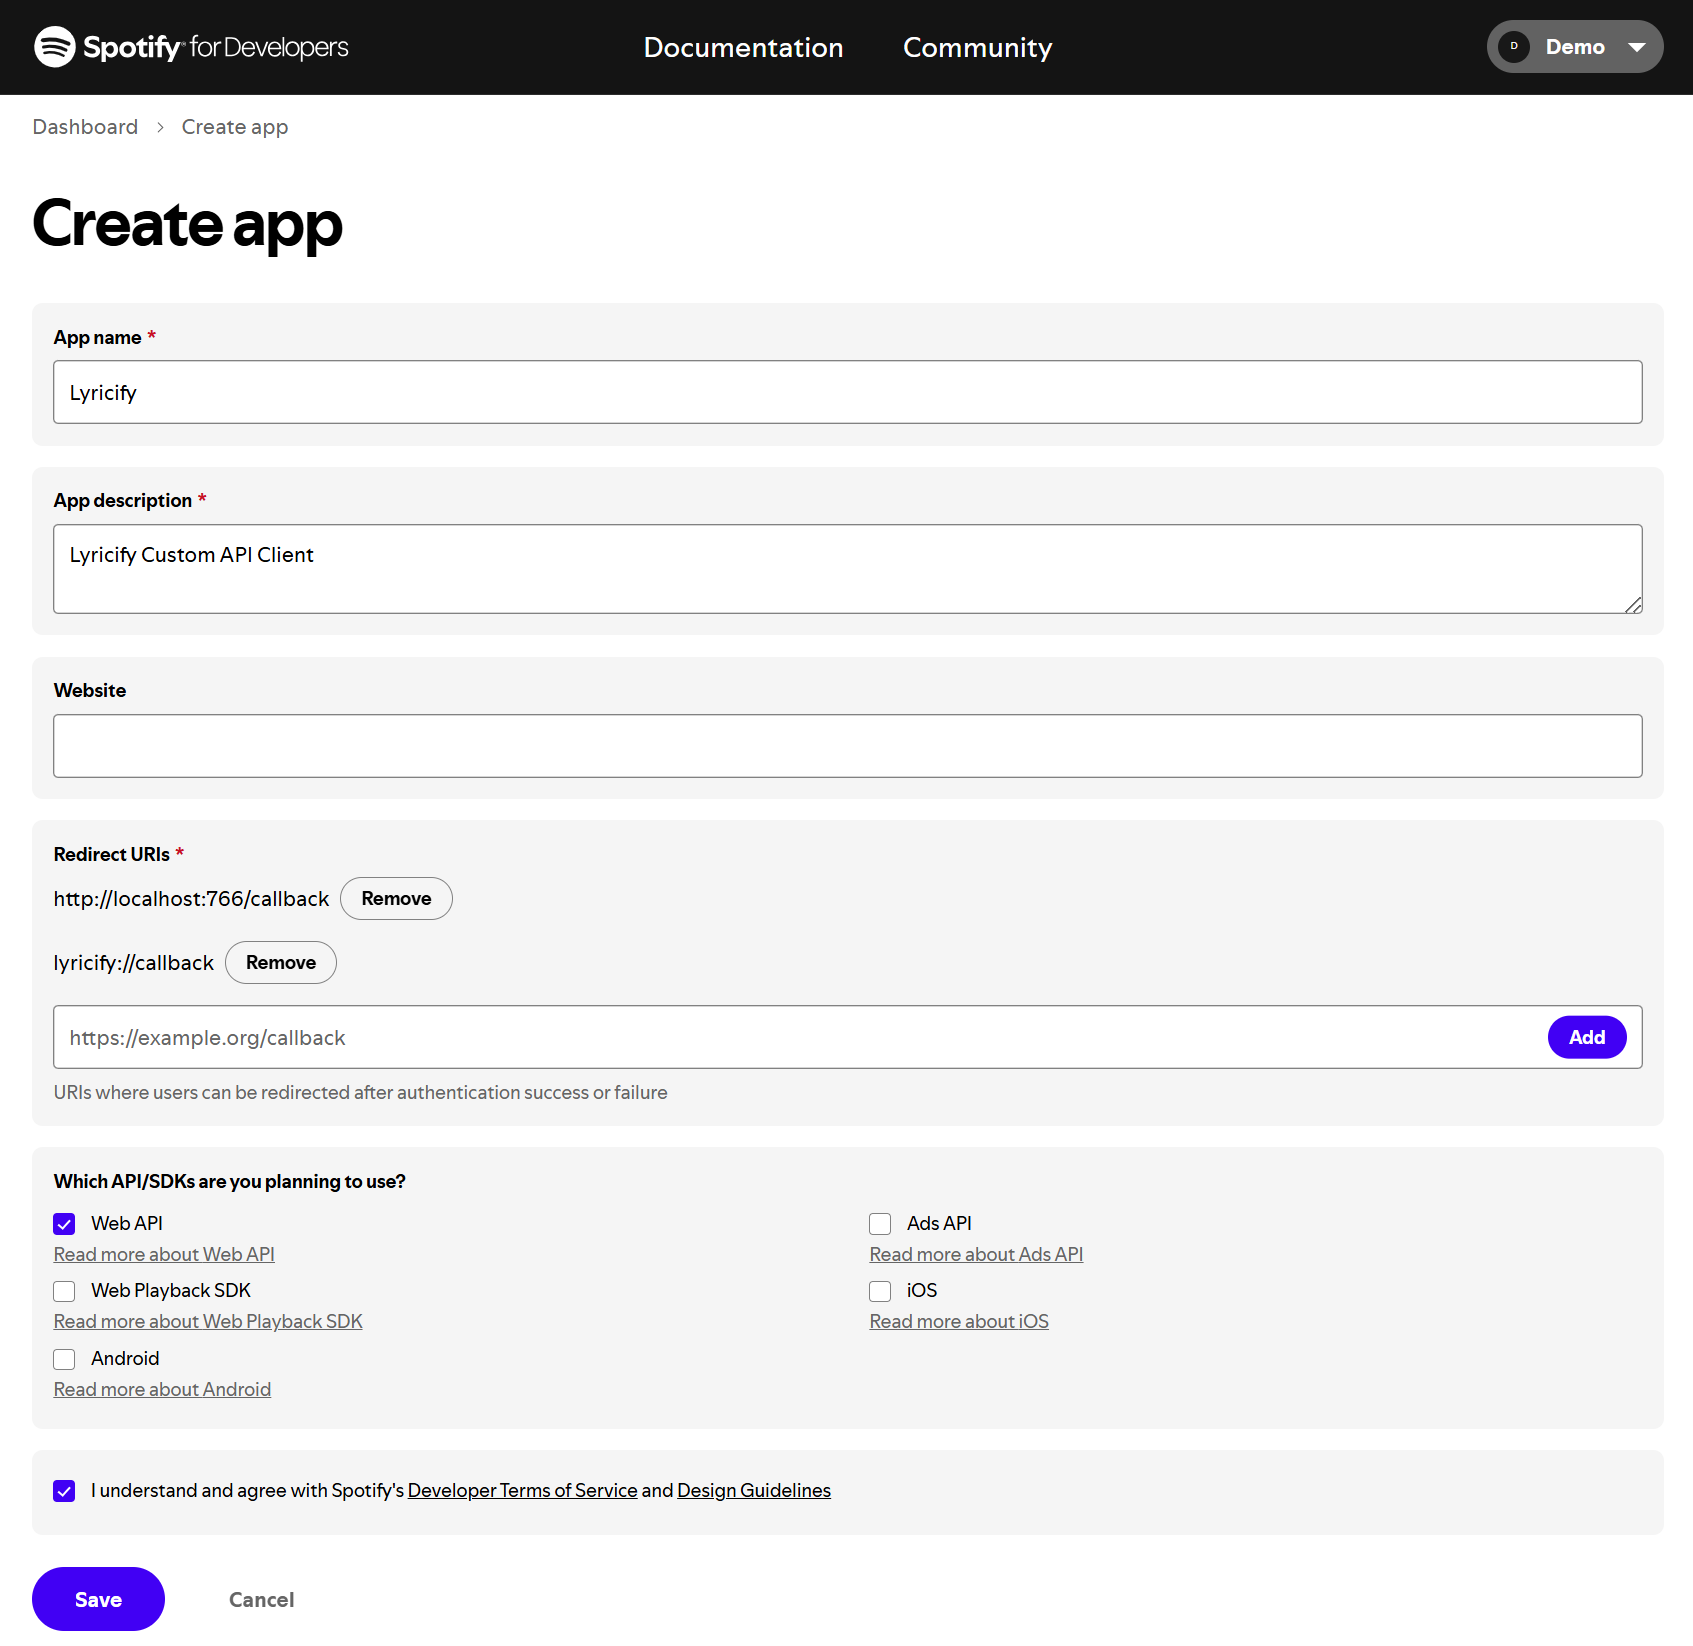 Spotify for Developers
Documentation
Community
D
Demo
Dashboard > Create app
Create app
App name *
Lyricify
App description *
Lyricify Custom API Client
Website
Redirect URIs *
http://localhost:766/callback Remove
lyricify://callback Remove
https://example.org/callback Add
URIs where users can be redirected after authentication success or failure
Which API/SDKs are you planning to use?
Web API
Read more about Web API
Ads API
Read more about Ads API
Web Playback SDK
Read more about Web Playback SDK
iOS
Read more about iOS
Android
Read more about Android
I understand and agree with Spotify's Developer Terms of Service and Design Guidelines
Save
Cancel